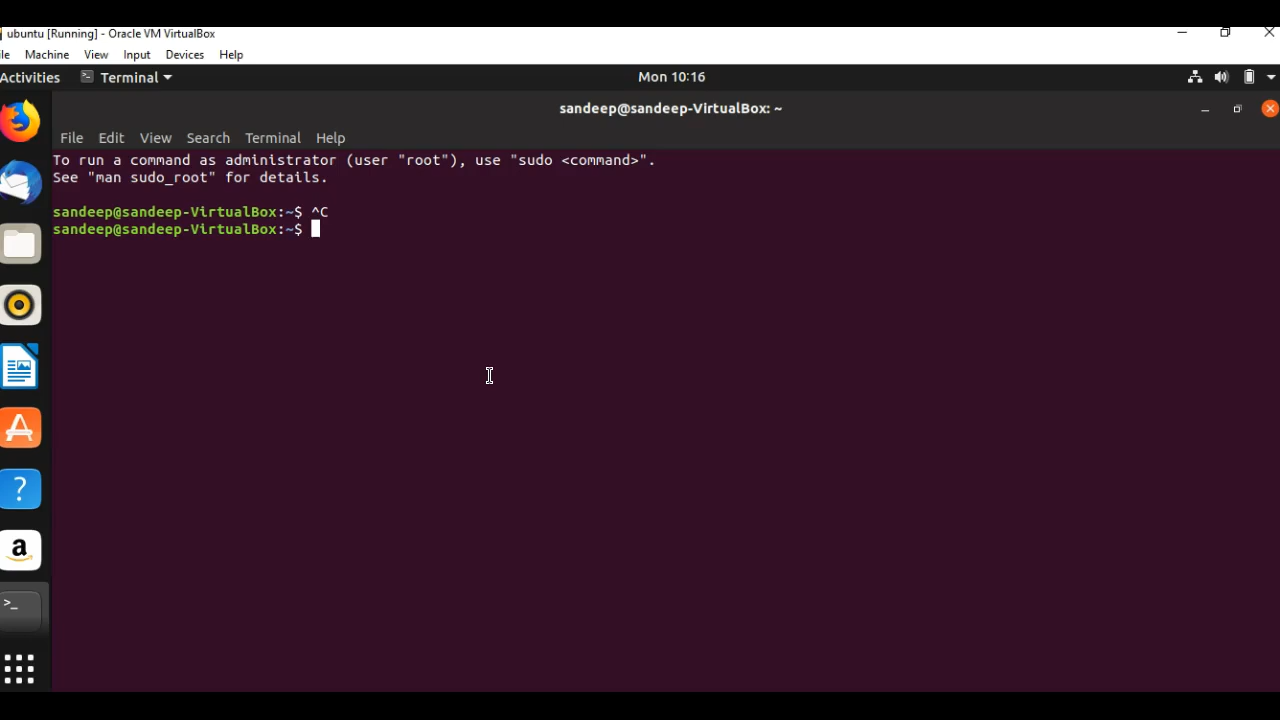 ubuntu [Running] - Oracle VM VirtualBox
le Machine View Input Devices Help
Activities Terminal Mon 10:16
sandeep@sandeep-VirtualBox: ~
File Edit View Search Terminal Help
To run a command as administrator (user "root"), use "sudo <command>".
See "man sudo_root" for details.
sandeep@sandeep-VirtualBox:~$ ^C
sandeep@sandeep-VirtualBox:~$